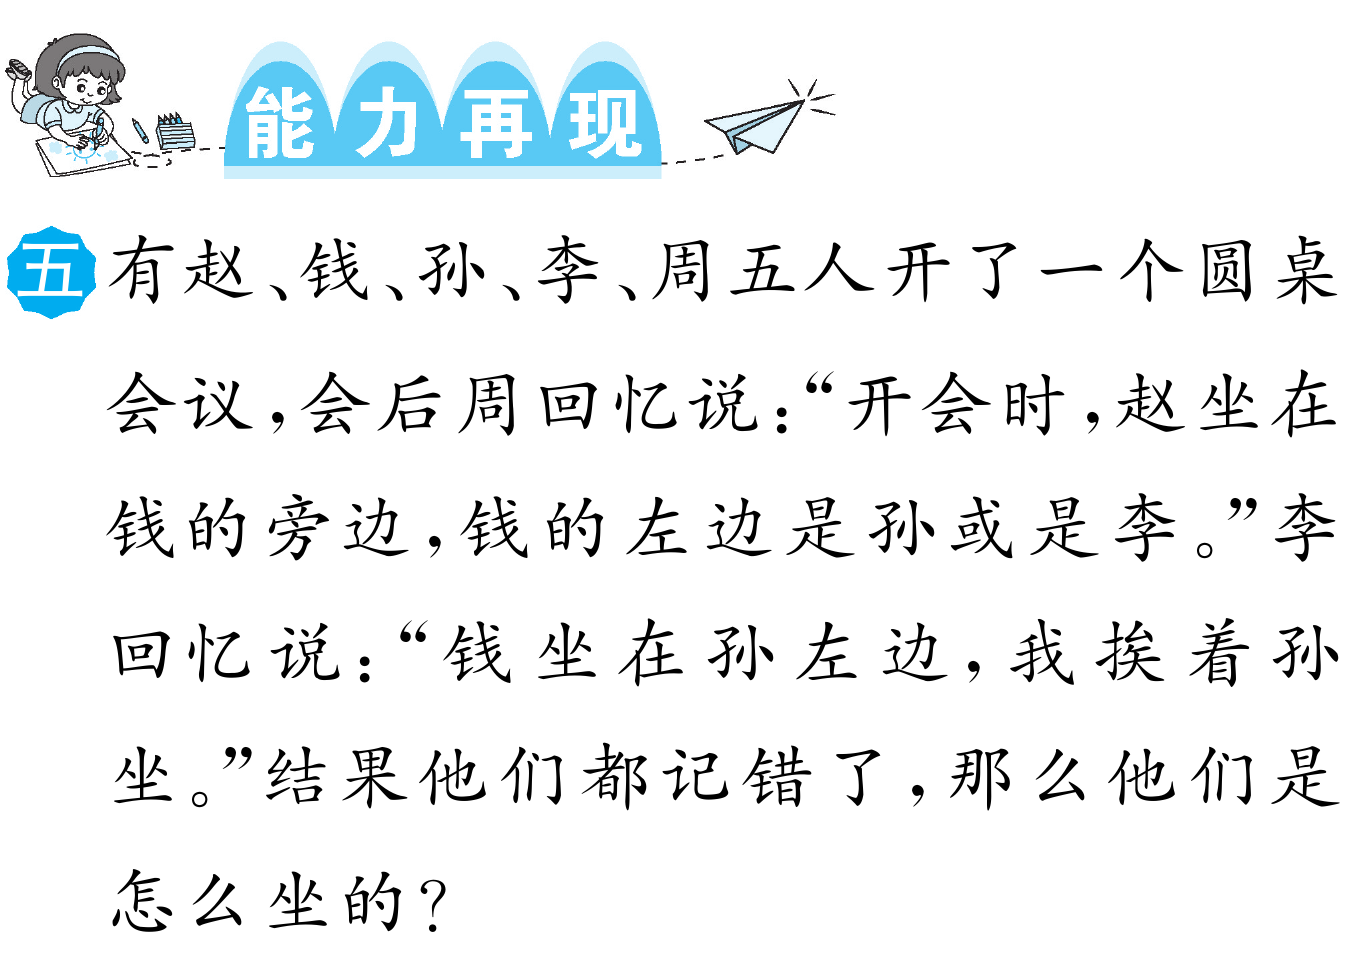 能力再现
五 有赵、钱、孙、李、周五人开了一个圆桌
会议，会后周回忆说：“开会时，赵坐在
钱的旁边，钱的左边是孙或是李。”李
回忆说：“钱坐在孙左边，我挨着孙
坐。”结果他们都记错了，那么他们是
怎么坐的？